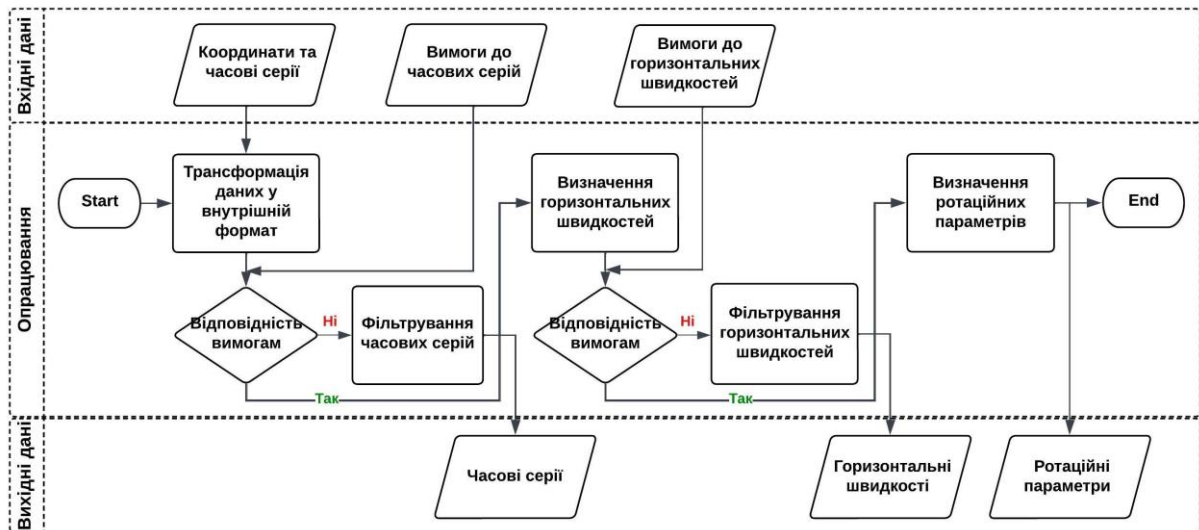 Вхідні дані
Координати та
часові серії
Вимоги до
часових серій
Вимоги до
горизонтальних
швидкостей
Опрацювання
Start
Трансформація
даних у
внутрішній
формат
Визначення
горизонтальних
швидкостей
Визначення
ротаційних
параметрів
End
Відповідність
вимогам
Ні
Фільтрування
часових серій
Відповідність
вимогам
Ні
Фільтрування
горизонтальних
швидкостей
Так
Так
Вихідні дані
Часові серії
Горизонтальні
швидкості
Ротаційні
параметри